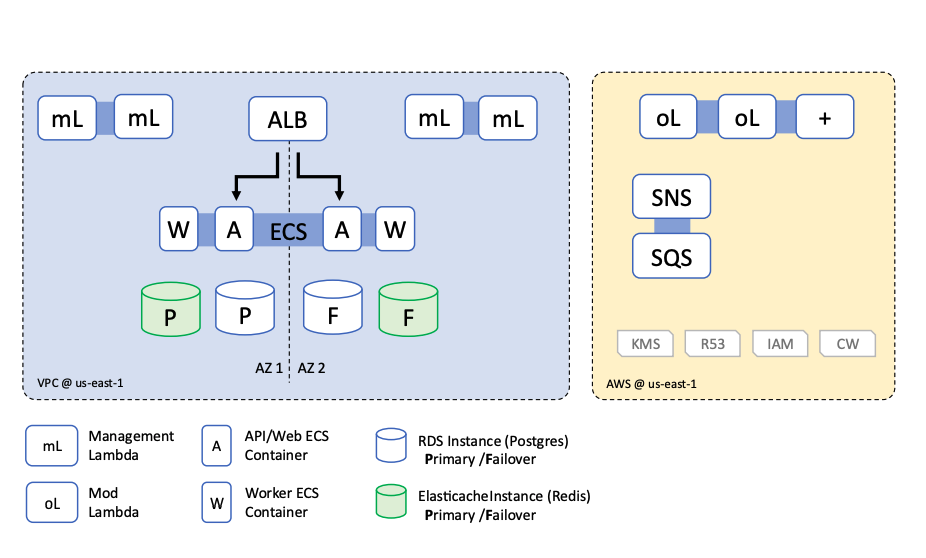 mL mL ALB mL mL
W A ECS A W
P P F F
AZ 1 AZ 2
VPC @ us-east-1
oL oL +
SNS
SQS
KMS R53 IAM CW
AWS @ us-east-1
mL Management
Lambda
A API/Web ECS
Container
RDS Instance (Postgres)
Primary /Failover
oL Mod
Lambda
W Worker ECS
Container
ElasticacheInstance (Redis)
Primary /Failover